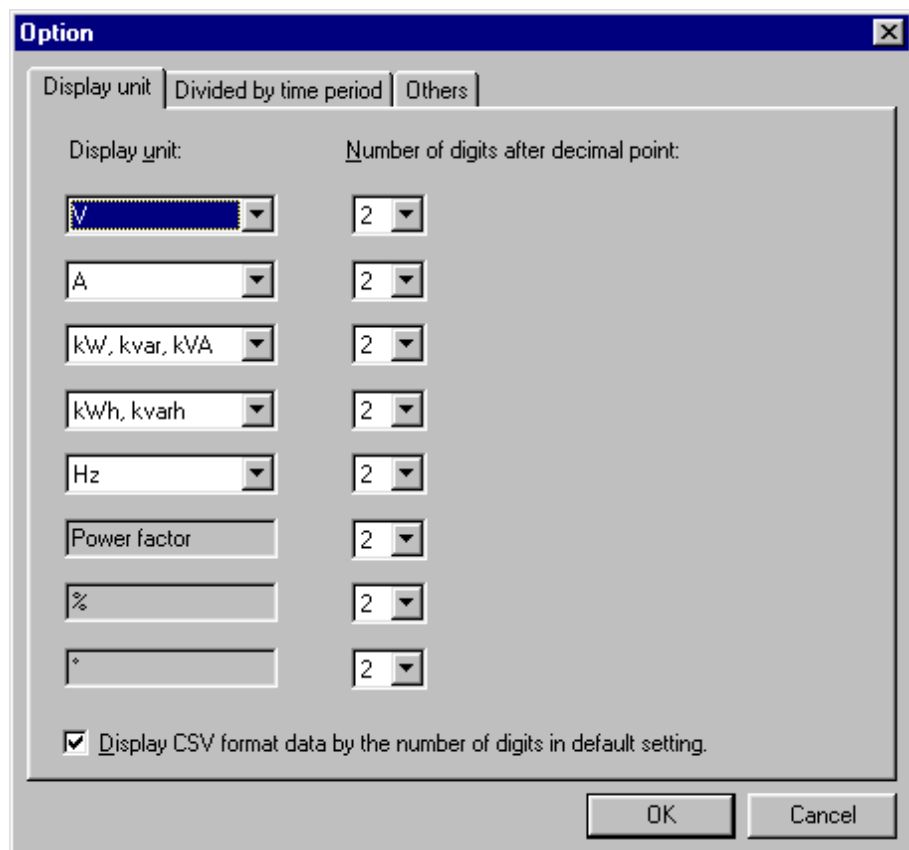 Option
Display unit Divided by time period Others
Display unit: Number of digits after decimal point:
V 2
A 2
kW, kvar, kVA 2
kWh, kvarh 2
Hz 2
Power factor 2
% 2
° 2
Display CSV format data by the number of digits in default setting.
OK Cancel